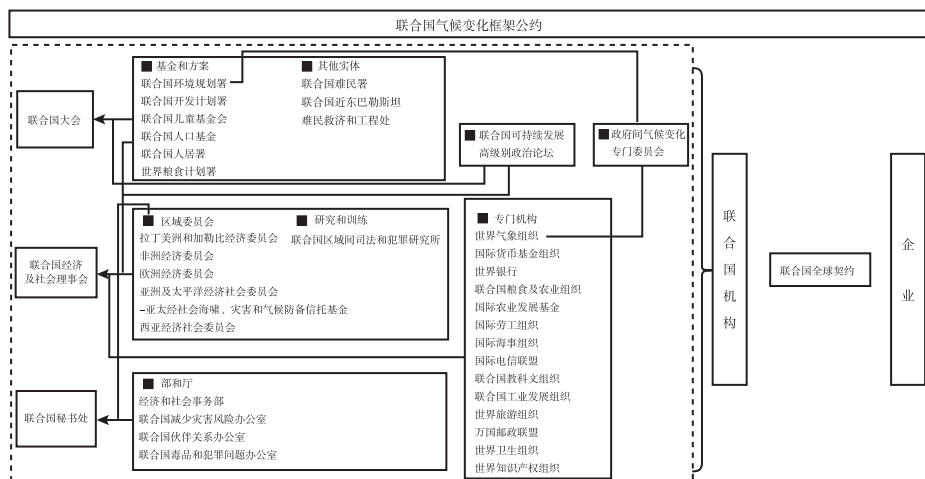 联合国气候变化框架公约
联合国大会
■ 基金和方案
联合国环境规划署
联合国开发计划署
联合国儿童基金会
联合国人口基金
联合国人居署
世界粮食计划署
■ 其他实体
联合国难民署
联合国近东巴勒斯坦
难民救济和工程处
■ 联合国可持续发展
高级别政治论坛
■ 政府间气候变化
专门委员会
联合国经济
及社会理事会
■ 区域委员会
拉丁美洲和加勒比经济委员会
非洲经济委员会
欧洲经济委员会
亚洲及太平洋经济社会委员会
-亚太经社会海啸、灾害和气候防备信托基金
西亚经济社会委员会
■ 研究和训练
联合国区域间司法和犯罪研究所
■ 专门机构
世界气象组织
国际货币基金组织
世界银行
联合国粮食及农业组织
国际农业发展基金
国际劳工组织
国际海事组织
国际电信联盟
联合国教科文组织
联合国工业发展组织
世界旅游组织
万国邮政联盟
世界卫生组织
世界知识产权组织
联合国秘书处
■ 部和厅
经济和社会事务部
联合国减少灾害风险办公室
联合国伙伴关系办公室
联合国毒品和犯罪问题办公室
联合国机构
联合国全球契约
企业